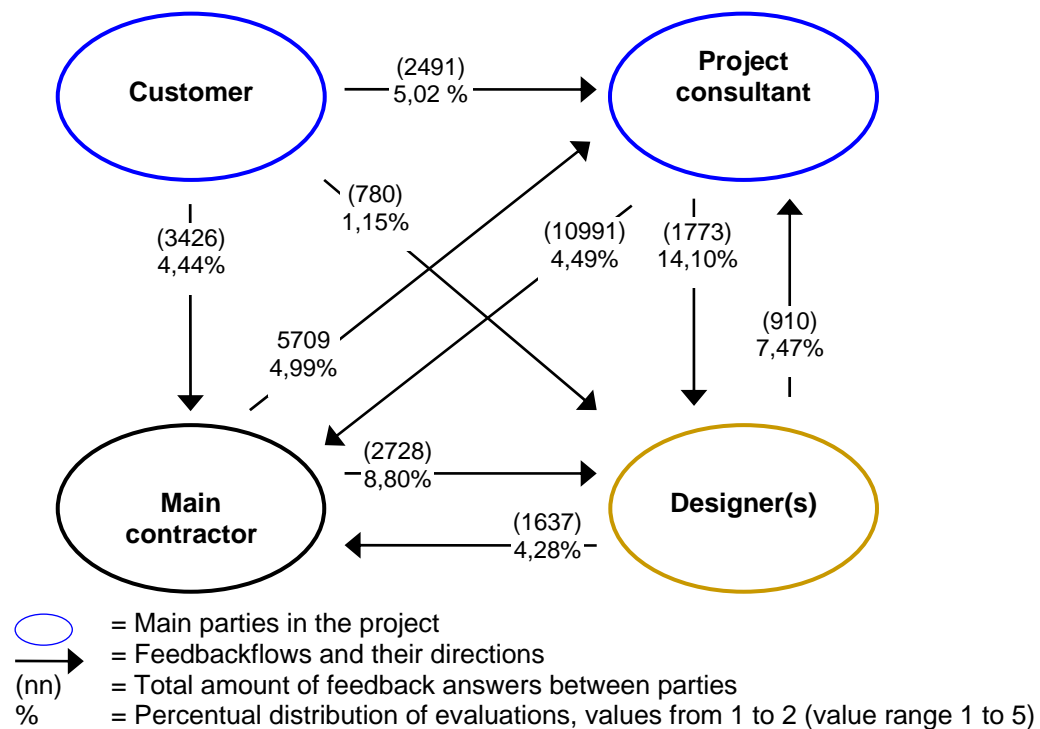 Customer
(2491)
5,02 %
Project
consultant
(780)
1,15%
(3426)
4,44%
(10991)
4,49%
(1773)
14,10%
5709
4,99%
(910)
7,47%
Main
contractor
(2728)
8,80%
Designer(s)
(1637)
4,28%
= Main parties in the project
= Feedbackflows and their directions
(nn) = Total amount of feedback answers between parties
% = Percentual distribution of evaluations, values from 1 to 2 (value range 1 to 5)